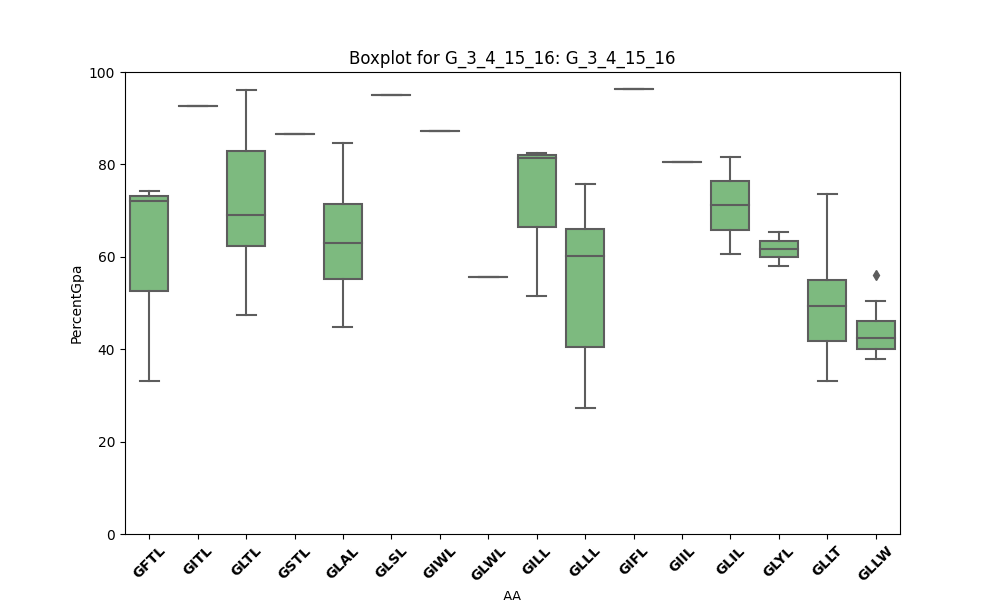 Boxplot for G_3_4_15_16: G_3_4_15_16
PercentGpa
100
80
60
40
20
0
GFTL GITL GLTL GSTL GLAL GLSL GIWL GLWL GILL GLLL GIFL GIIL GLIL GLYL GLLT GLLW
AA